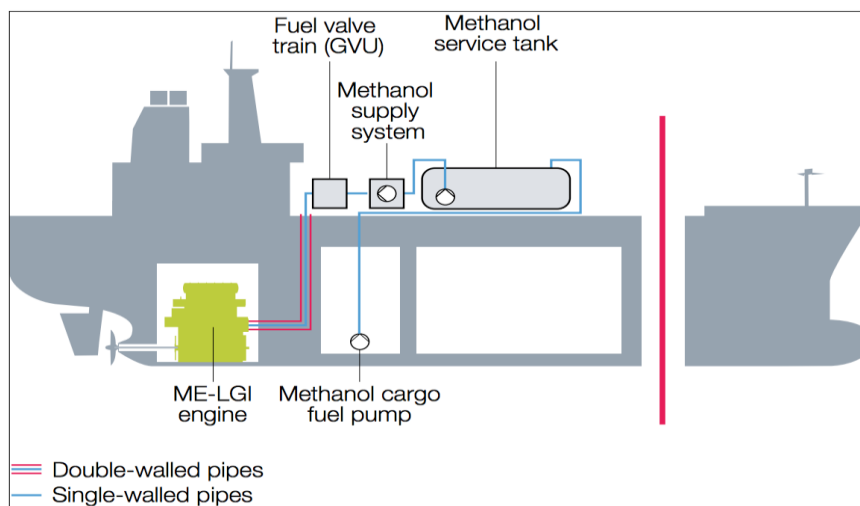 Fuel valve
train (GVU)
Methanol
service tank
Methanol
supply
system
ME-LGI
engine
Methanol cargo
fuel pump
Double-walled pipes
Single-walled pipes